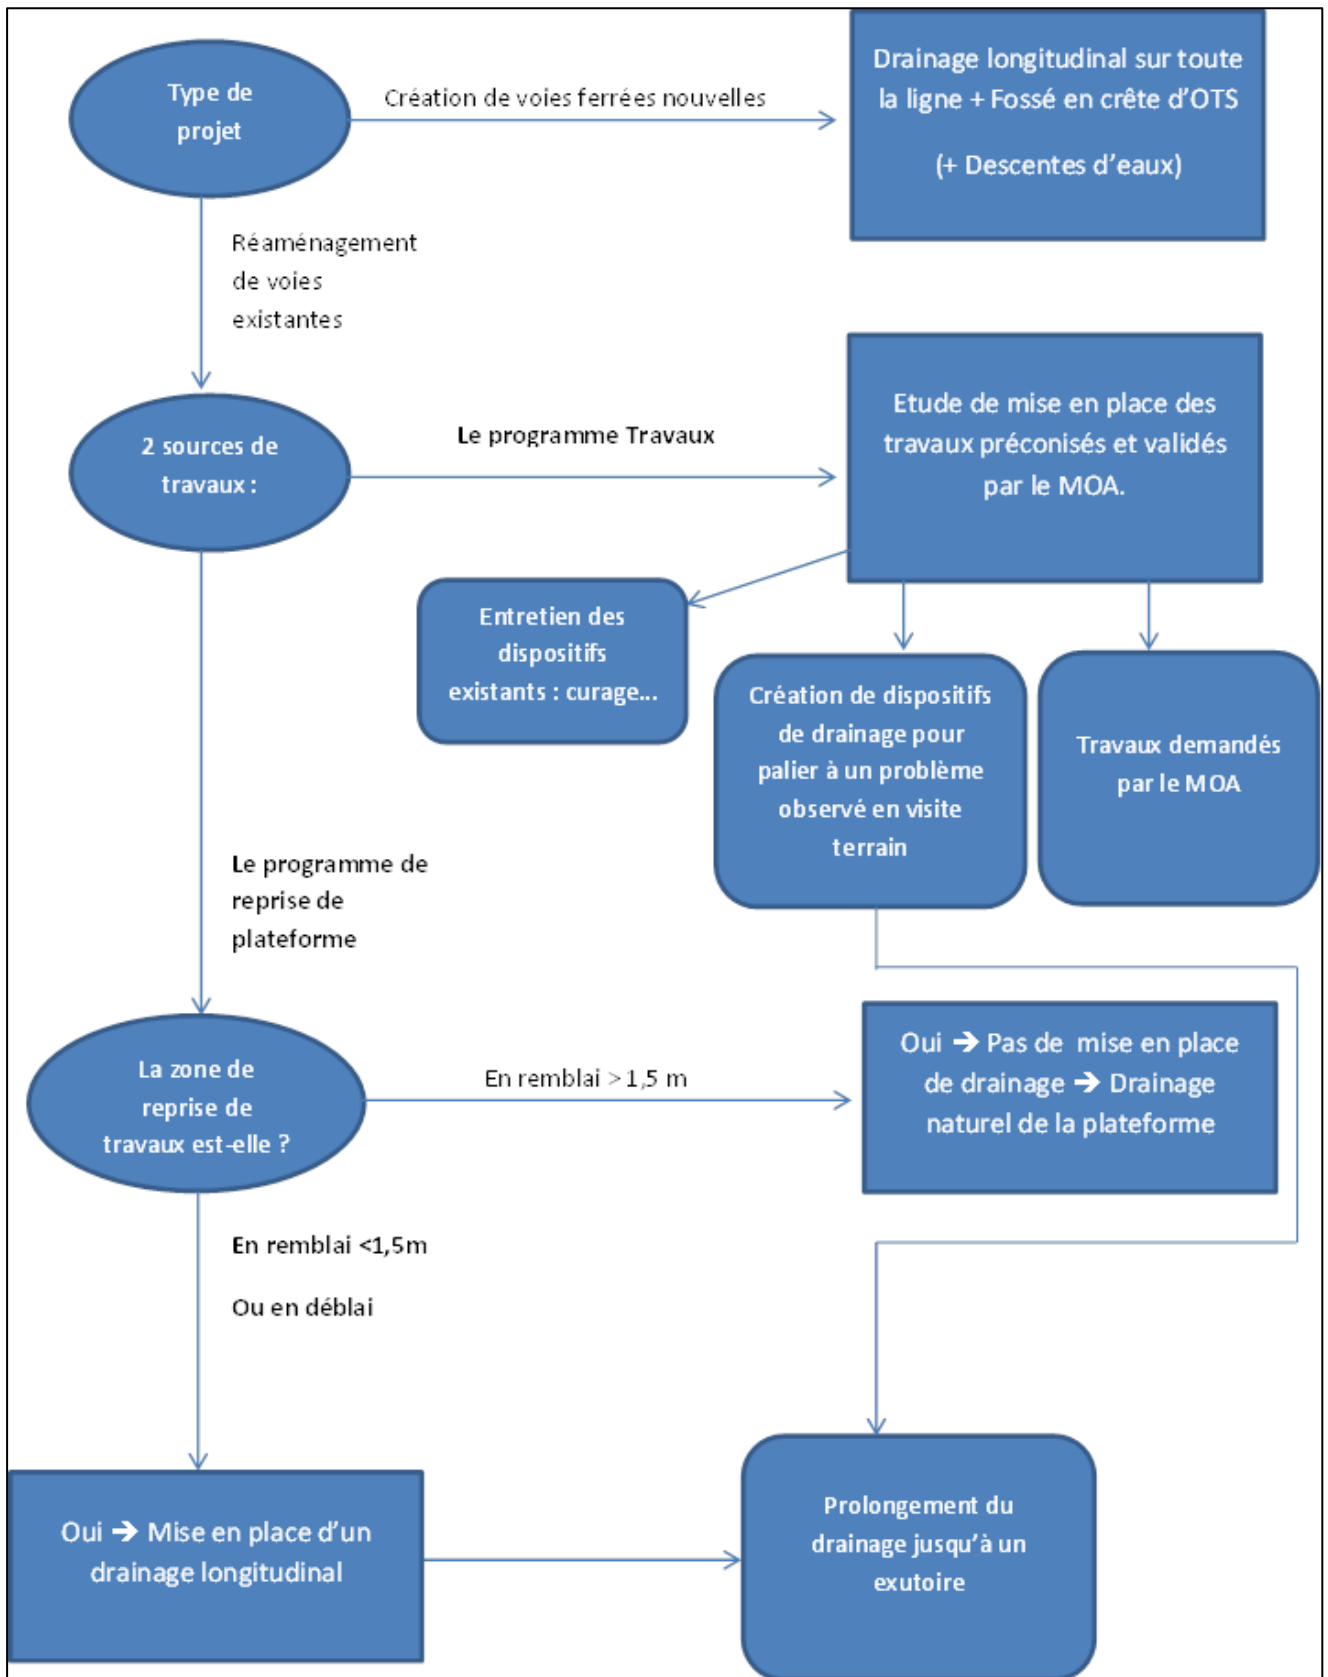 Type de
projet
Création de voies ferrées nouvelles
Drainage longitudinal sur toute
la ligne + Fossé en crête d'OTS
(+ Descentes d'eaux)
Réaménagement
de voies
existantes
2 sources de
travaux :
Le programme Travaux
Etude de mise en place des
travaux préconisés et validés
par le MOA.
Entretien des
dispositifs
existants : curage...
Création de dispositifs
de drainage pour
palier à un problème
observé en visite
terrain
Travaux demandés
par le MOA
Le programme de
reprise de
plateforme
La zone de
reprise de
travaux est-elle ?
En remblai > 1,5 m
Oui ➔ Pas de mise en place
de drainage ➔ Drainage
naturel de la plateforme
En remblai <1,5m
Ou en déblai
Oui ➔ Mise en place d'un
drainage longitudinal
Prolongement du
drainage jusqu'à un
exutoire